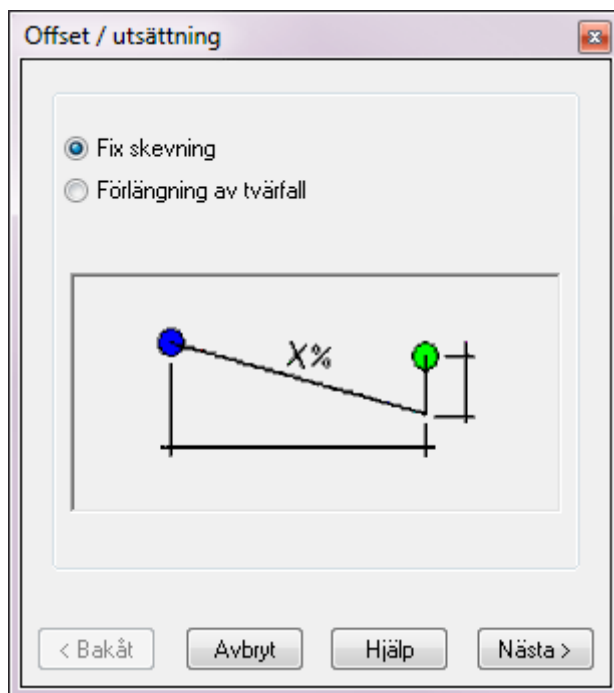 Offset / utsättning
Fix skevning
Förlängning av tvärfall
X%
< Bakåt Avbryt Hjälp Nästa >